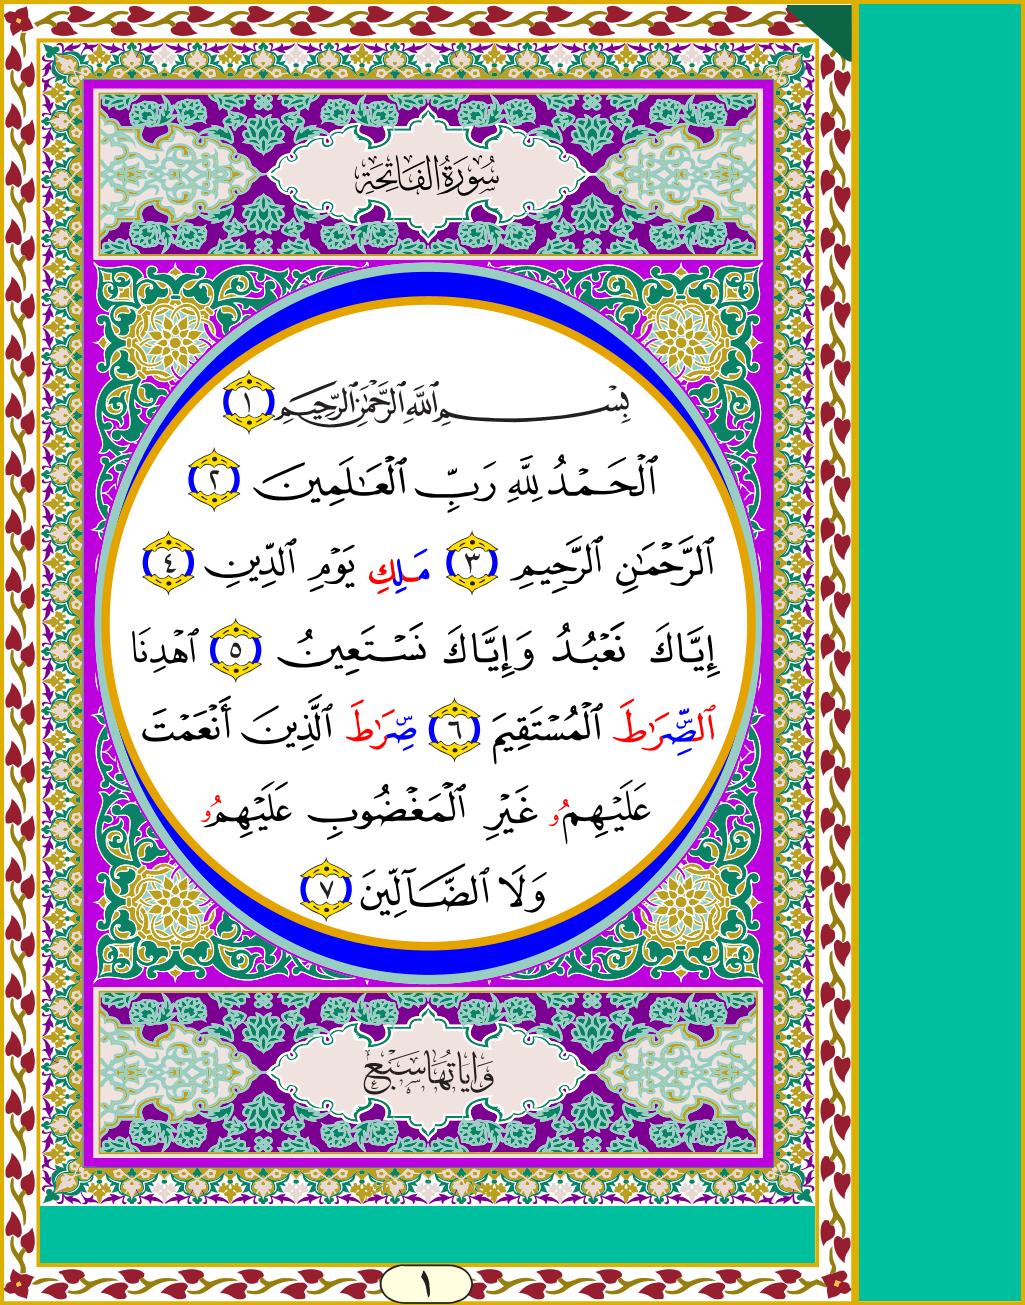 سُورَةُ الفَاتِحَةِ
بِسْمِ ٱللَّهِ ٱلرَّحْمَٰنِ ٱلرَّحِيمِ ١
ٱلْحَمْدُ لِلَّهِ رَبِّ ٱلْعَٰلَمِينَ ٢
ٱلرَّحْمَٰنِ ٱلرَّحِيمِ ٣ مَلِكِ يَوْمِ ٱلدِّينِ ٤
إِيَّاكَ نَعْبُدُ وَإِيَّاكَ نَسْتَعِينُ ٥ ٱهْدِنَا
ٱلصِّرَٰطَ ٱلْمُسْتَقِيمَ ٦ صِرَٰطَ ٱلَّذِينَ أَنْعَمْتَ
عَلَيْهِمُۥ غَيْرِ ٱلْمَغْضُوبِ عَلَيْهِمُۥ
وَلَا ٱلضَّآلِّينَ ٧
وَاٰيَاتُهَا سَبْع
١